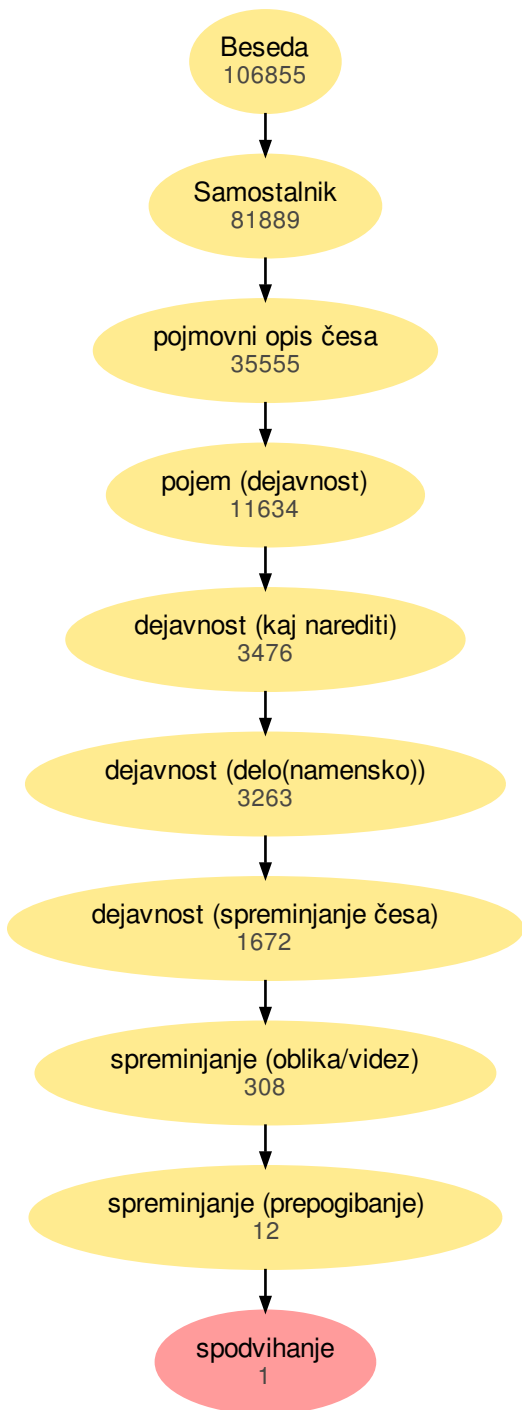 Beseda
106855
Samostalnik
81889
pojmovni opis česa
35555
pojem (dejavnost)
11634
dejavnost (kaj narediti)
3476
dejavnost (delo(namensko))
3263
dejavnost (spreminjanje česa)
1672
spreminjanje (oblika/videz)
308
spreminjanje (prepogibanje)
12
spodvihanje
1